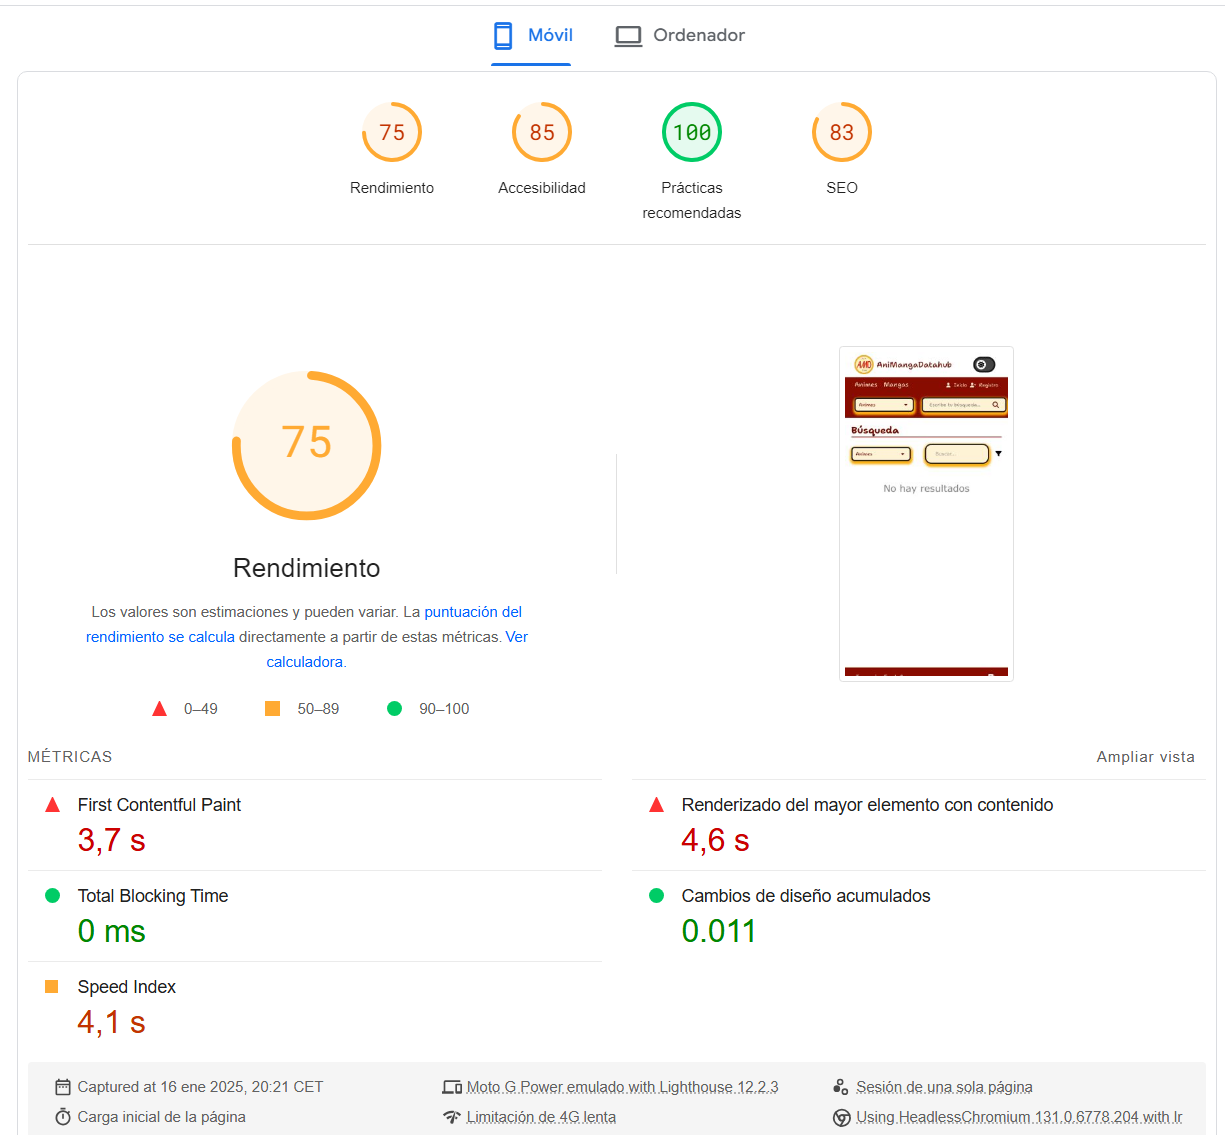 Móvil
Ordenador
75
85
100
83
Rendimiento
Accesibilidad
Prácticas
recomendadas
SEO
75
Rendimiento
Los valores son estimaciones y pueden variar. La puntuación del
rendimiento se calcula directamente a partir de estas métricas. Ver
calculadora.
0–49
50–89
90–100
AMD AniMangaDatahub
Animes Mangas
Inicio
Registro
Animes
Escribe tu búsqueda...
Búsqueda
Animes
Buscar...
No hay resultados
MÉTRICAS
Ampliar vista
First Contentful Paint
3,7 s
Renderizado del mayor elemento con contenido
4,6 s
Total Blocking Time
0 ms
Cambios de diseño acumulados
0.011
Speed Index
4,1 s
Captured at 16 ene 2025, 20:21 CET
Moto G Power emulado with Lighthouse 12.2.3
Sesión de una sola página
Carga inicial de la página
Limitación de 4G lenta
Using HeadlessChromium 131.0.6778.204 with lr